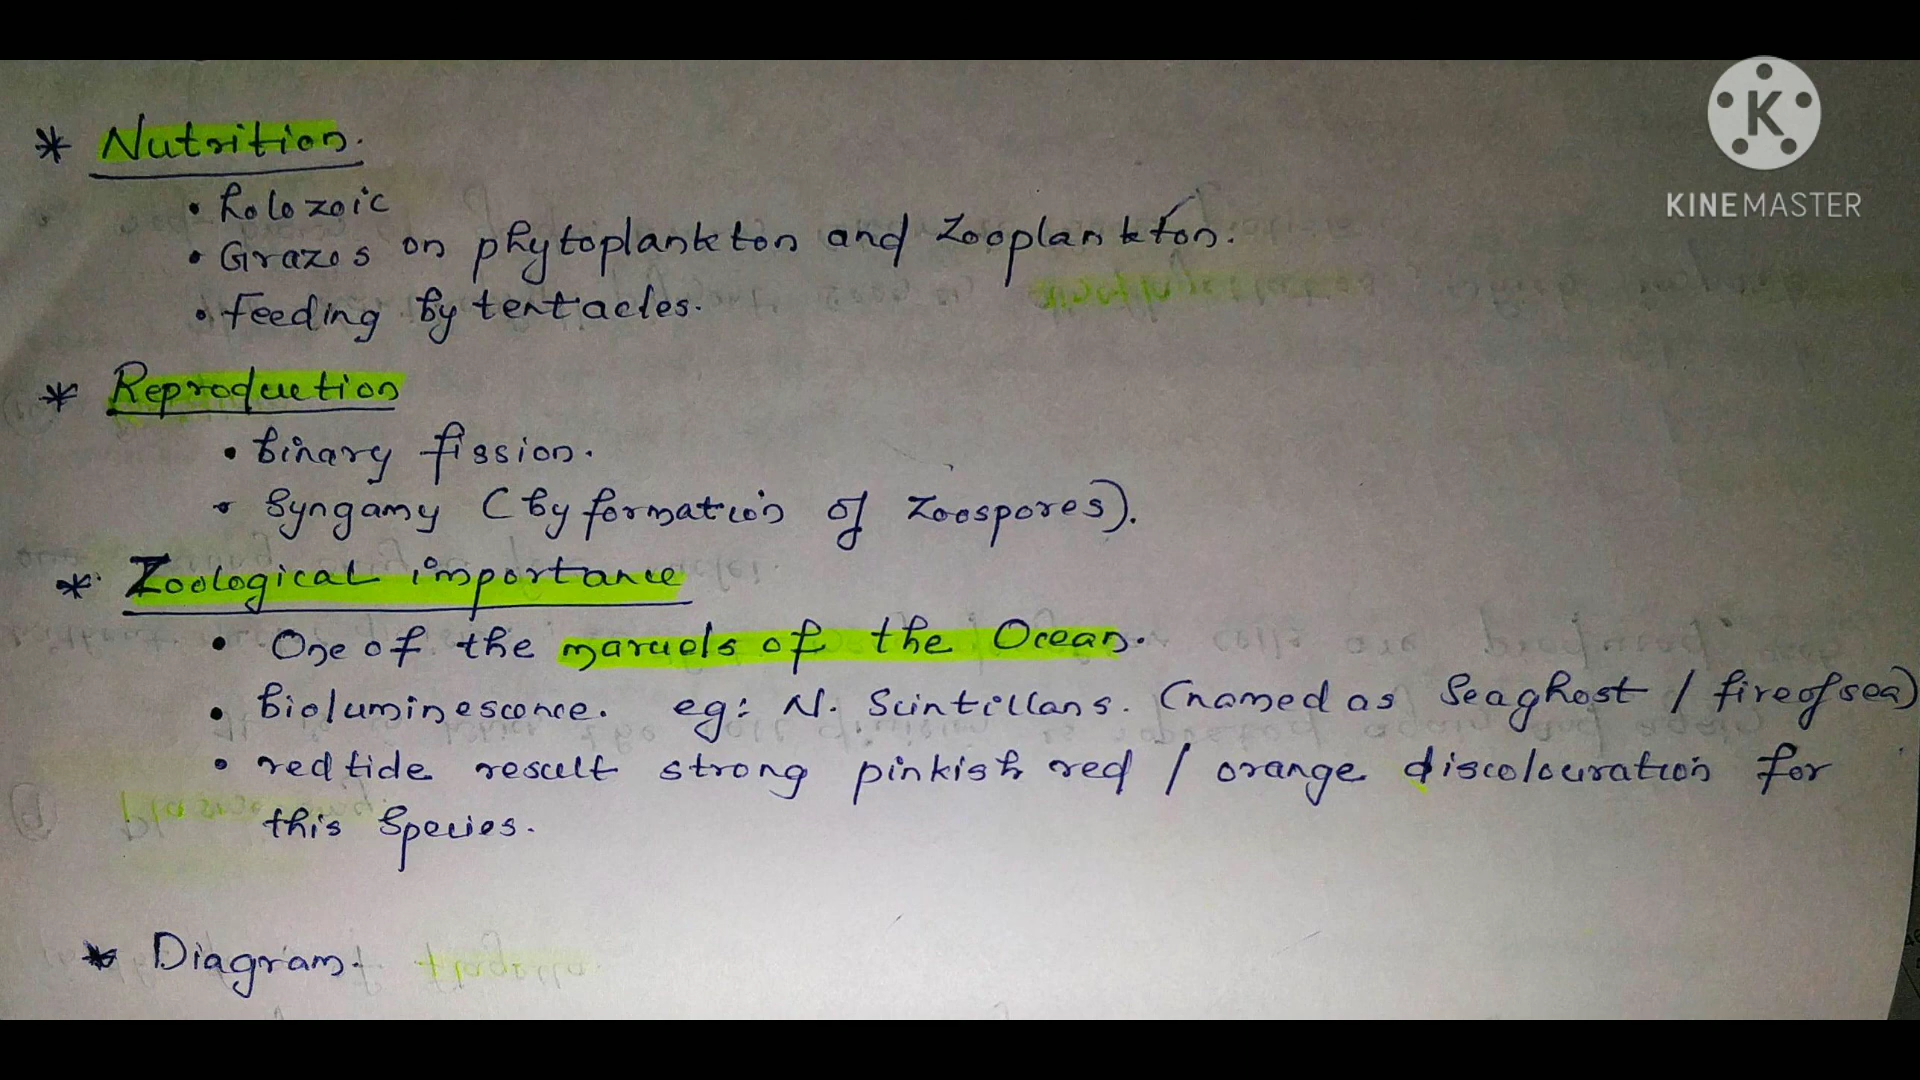 * Nutrition.
• holozoic
• Grazes on phytoplankton and Zooplankton.
• Feeding by tentacles.
* Reproduction
• binary fission.
• Syngamy (by formation of Zoospores).
* Zoological importance
• One of the marvels of the Ocean.
• bioluminescence. eg: N. Scintillans. (named as Seaghost / fire of sea)
• red tide result strong pinkish red / orange discolouration for
this Species.
* Diagram.
K
KINEMASTER